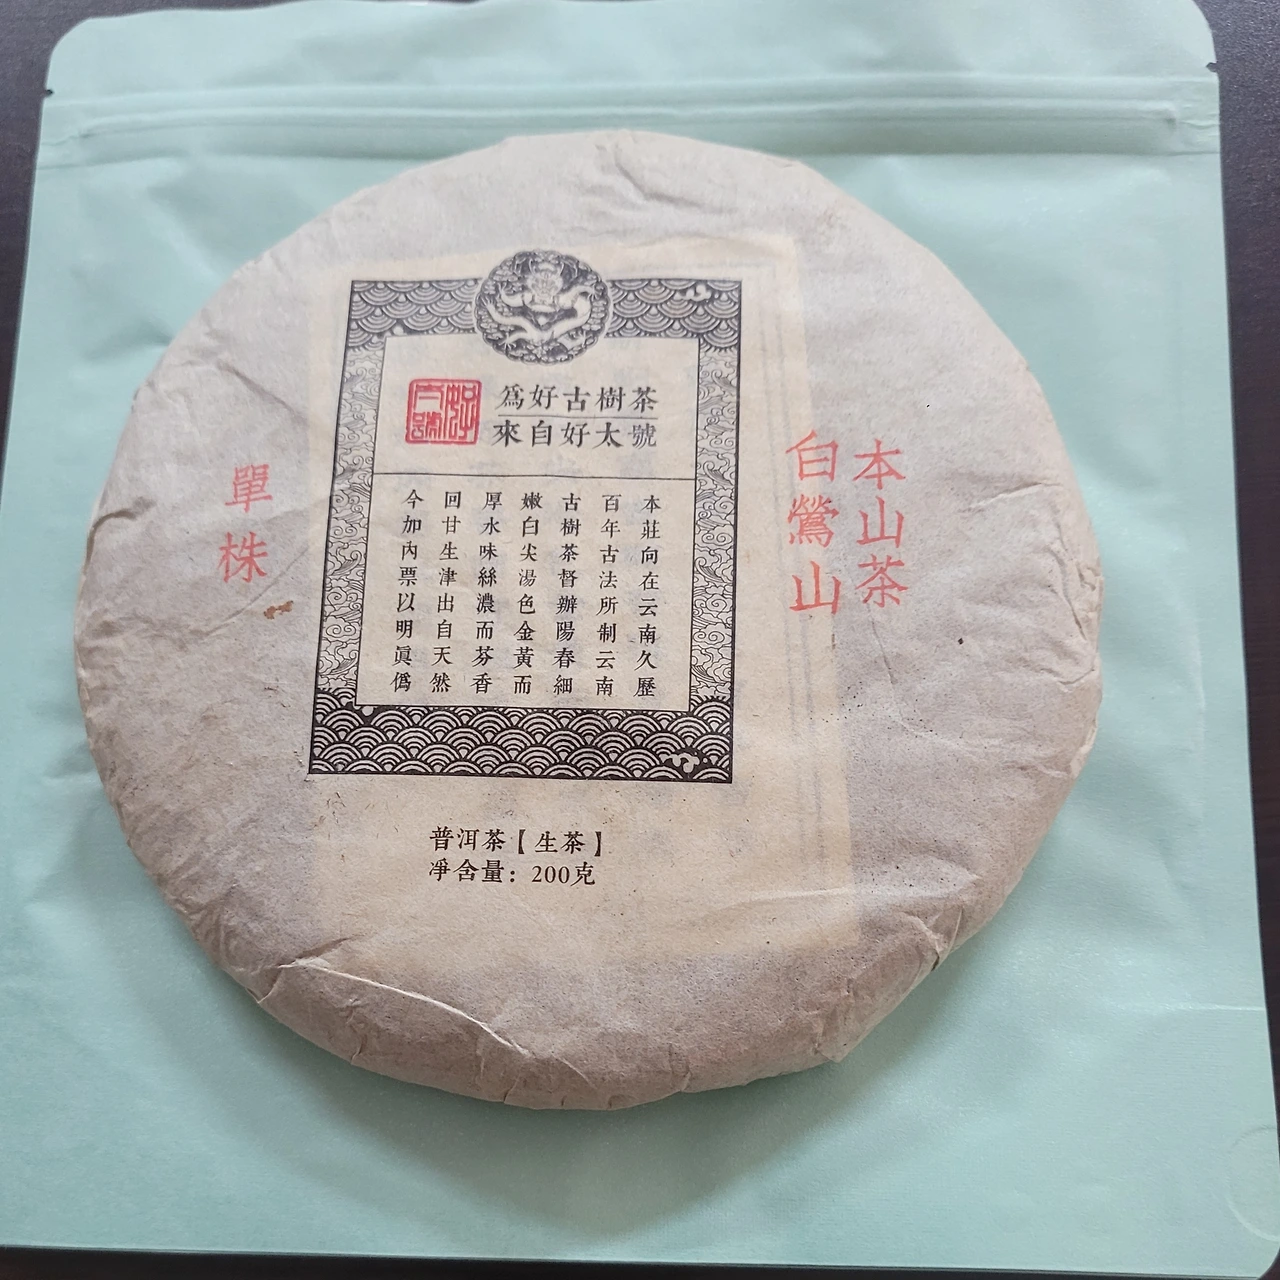 爲好古樹茶
來自好太號
本莊向在云南久歷
百年古法所制云南
古樹茶督辦陽春細
嫩白尖湯色金黃而
厚水味絲濃而芬香
回甘生津出自天然
今加內票以明眞僞
本山茶
白鶯山
單株
普洱茶【生茶】
凈含量：200克